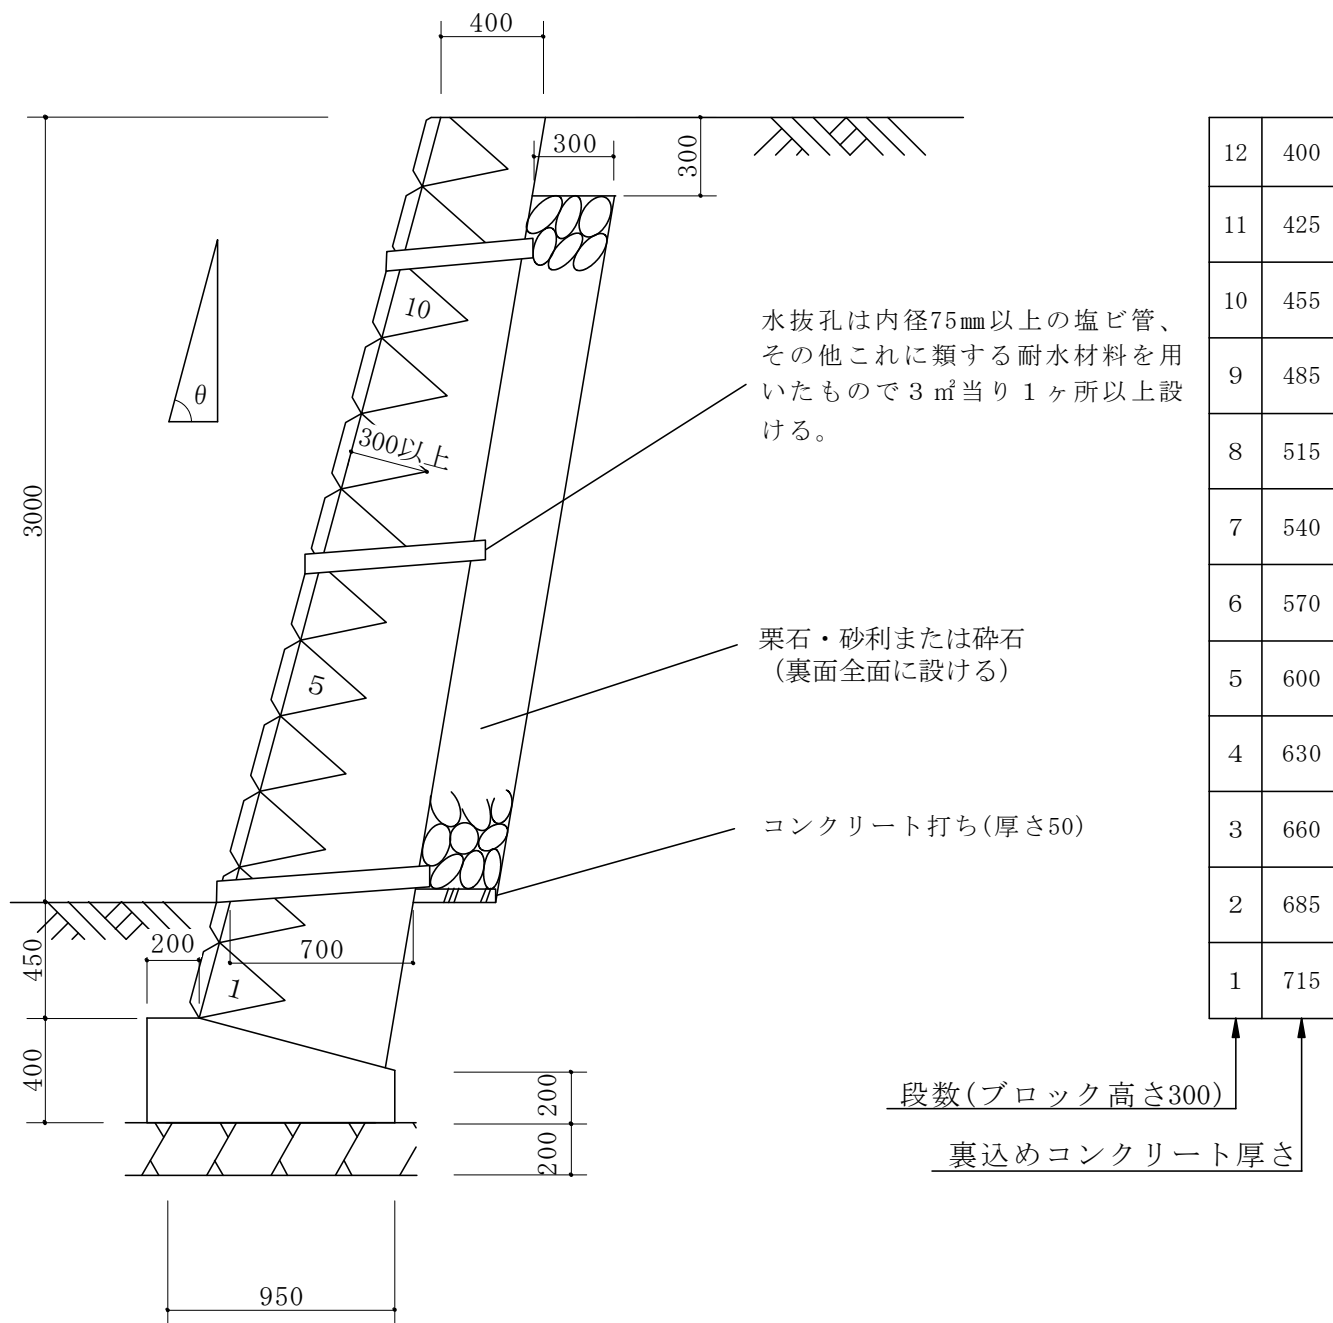 400
300
300
12 400
11 425
10 455
9 485
8 515
7 540
6 570
5 600
4 630
3 660
2 685
1 715
段数(ブロック高さ300)
裏込めコンクリート厚さ
10
θ
水抜孔は内径75㎜以上の塩ビ管、
その他これに類する耐水材料を用
いたもので3㎡当り1ヶ所以上設
ける。
300以上
3000
栗石・砂利または砕石
(裏面全面に設ける)
5
コンクリート打ち(厚さ50)
200
700
450
1
400
200
200
950